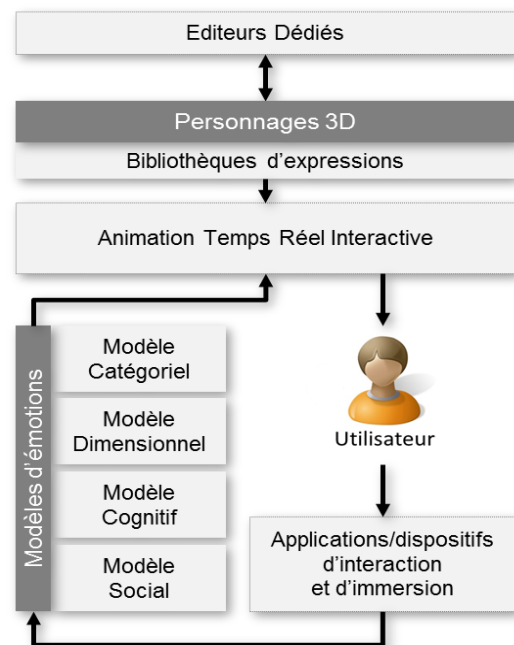 Editeurs Dédiés
Personnages 3D
Bibliothèques d'expressions
Animation Temps Réel Interactive
Modèles d'émotions
Modèle
Catégoriel
Modèle
Dimensionnel
Modèle
Cognitif
Modèle
Social
Utilisateur
Applications/dispositifs
d'interaction
et d'immersion